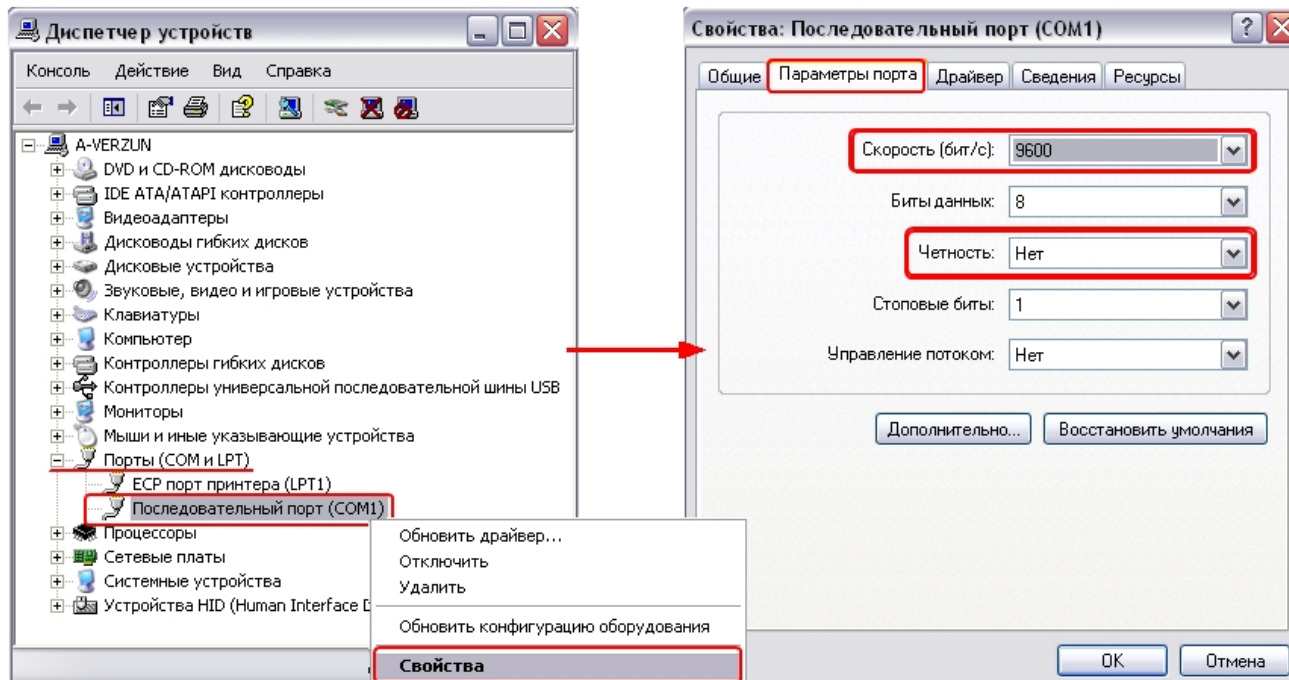 Диспетчер устройств
Консоль Действие Вид Справка
A-VERZUN
DVD и CD-ROM дисководы
IDE ATA/ATAPI контроллеры
Видеоадаптеры
Дисководы гибких дисков
Дисковые устройства
Звуковые, видео и игровые устройства
Клавиатуры
Компьютер
Контроллеры гибких дисков
Контроллеры универсальной последовательной шины USB
Мониторы
Мыши и иные указывающие устройства
Порты (COM и LPT)
ECP порт принтера (LPT1)
Последовательный порт (COM1)
Процессоры
Сетевые платы
Системные устройства
Устройства HID (Human Interface
Обновить драйвер...
Отключить
Удалить
Обновить конфигурацию оборудования
Свойства
Свойства: Последовательный порт (COM1)
Общие Параметры порта Драйвер Сведения Ресурсы
Скорость (бит/с): 9600
Биты данных: 8
Четность: Нет
Стоповые биты: 1
Управление потоком: Нет
Дополнительно... Восстановить умолчания
OK Отмена